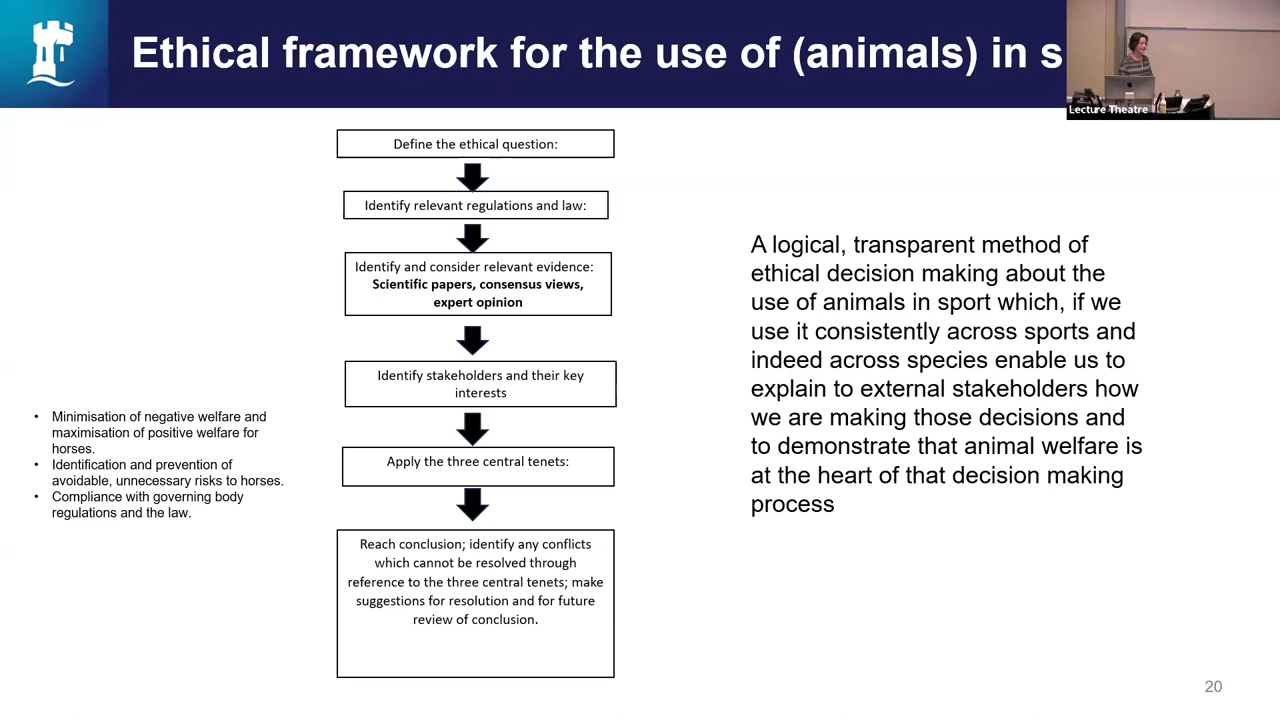 Ethical framework for the use of (animals) in s
Lecture Theatre
Define the ethical question:
Identify relevant regulations and law:
Identify and consider relevant evidence:
Scientific papers, consensus views,
expert opinion
Identify stakeholders and their key
interests
Apply the three central tenets:
Reach conclusion; identify any conflicts
which cannot be resolved through
reference to the three central tenets; make
suggestions for resolution and for future
review of conclusion.
• Minimisation of negative welfare and
maximisation of positive welfare for
horses.
• Identification and prevention of
avoidable, unnecessary risks to horses.
• Compliance with governing body
regulations and the law.
A logical, transparent method of
ethical decision making about the
use of animals in sport which, if we
use it consistently across sports and
indeed across species enable us to
explain to external stakeholders how
we are making those decisions and
to demonstrate that animal welfare is
at the heart of that decision making
process
20